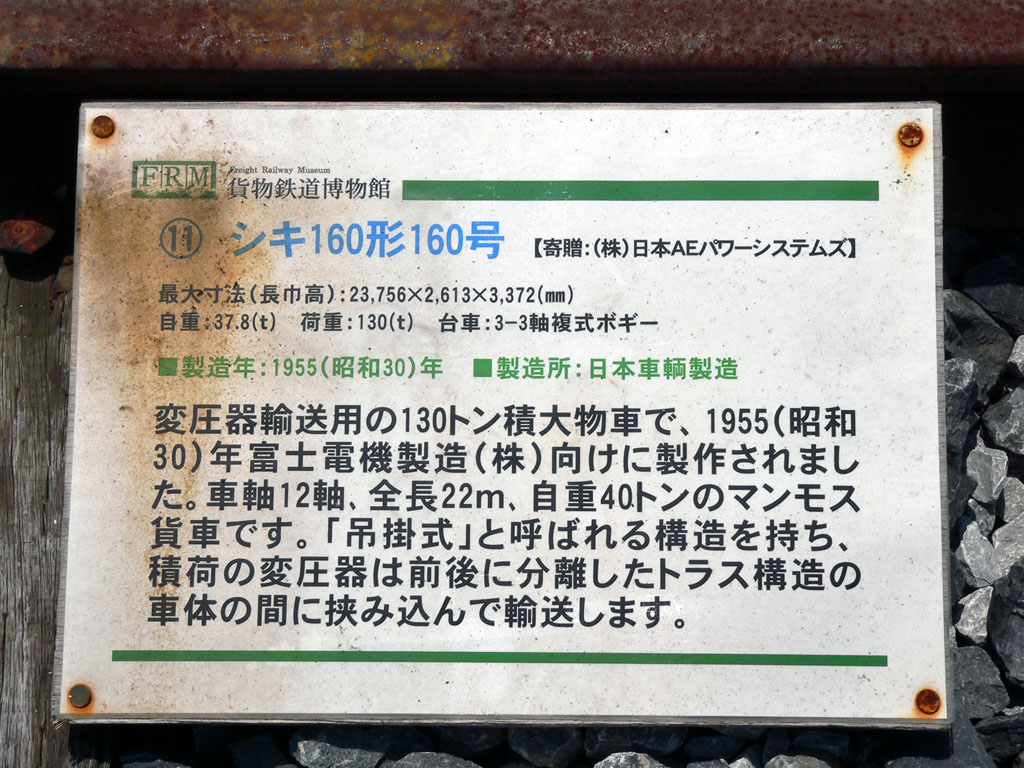 FRM
Freight Railway Museum
貨物鉄道博物館
⑪ シキ160形160号 【寄贈:(株)日本AEパワーシステムズ】
最大寸法(長巾高):23,756×2,613×3,372(㎜)
自重:37.8(t) 荷重:130(t) 台車:3-3軸複式ボギー
■製造年:1955(昭和30)年 ■製造所:日本車輌製造
変圧器輸送用の130トン積大物車で、1955(昭和
30)年富士電機製造(株)向けに製作されまし
た。車軸12軸、全長22m、自重40トンのマンモス
貨車です。「吊掛式」と呼ばれる構造を持ち、
積荷の変圧器は前後に分離したトラス構造の
車体の間に挟み込んで輸送します。